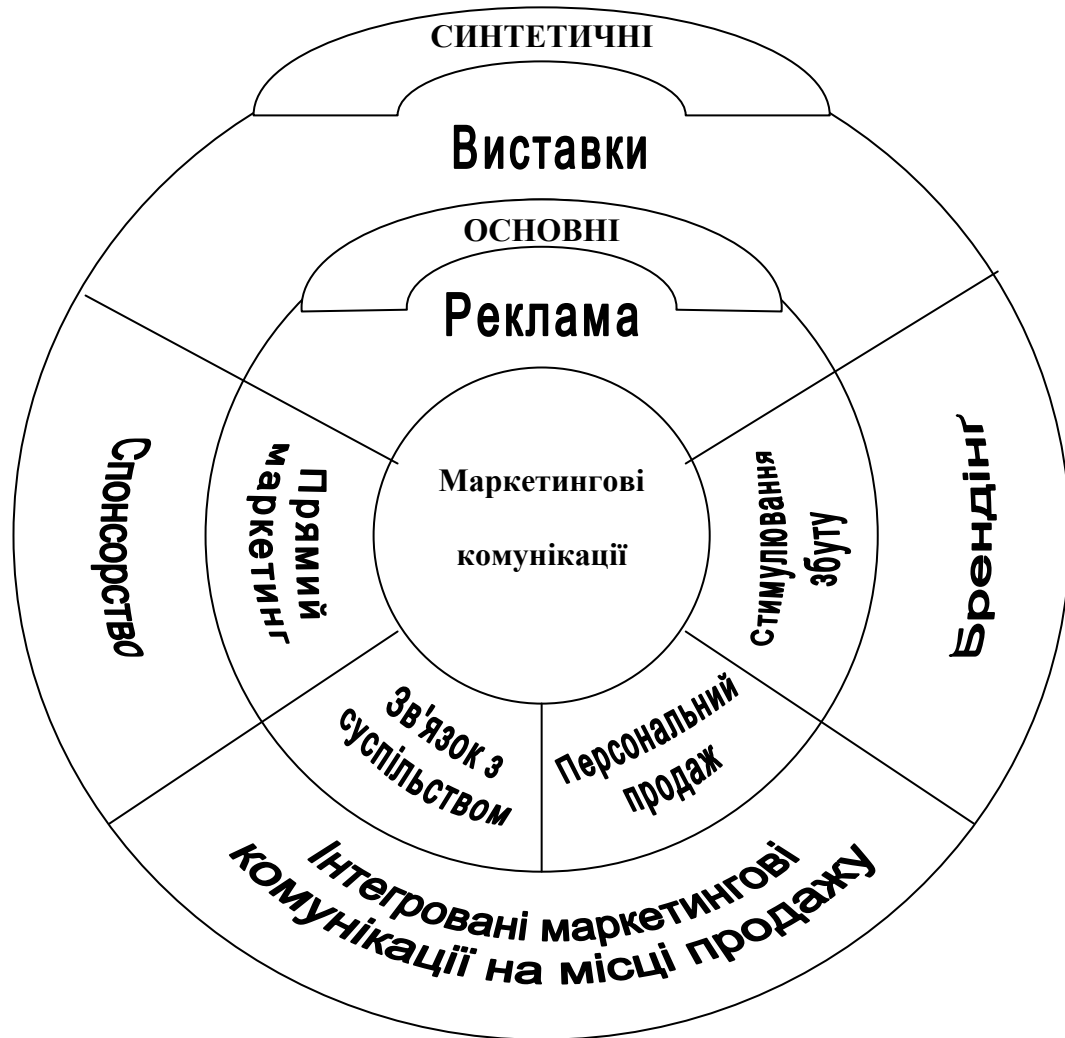 СИНТЕТИЧНІ
Виставки
ОСНОВНІ
Реклама
Маркетингові
комунікації
Спонсорство
Прямий
маркетинг
Стимулювання
збуту
Брендінг
Зв'язок з
суспільством
Персональний
продаж
Інтегровані маркетингові
комунікації на місці продажу